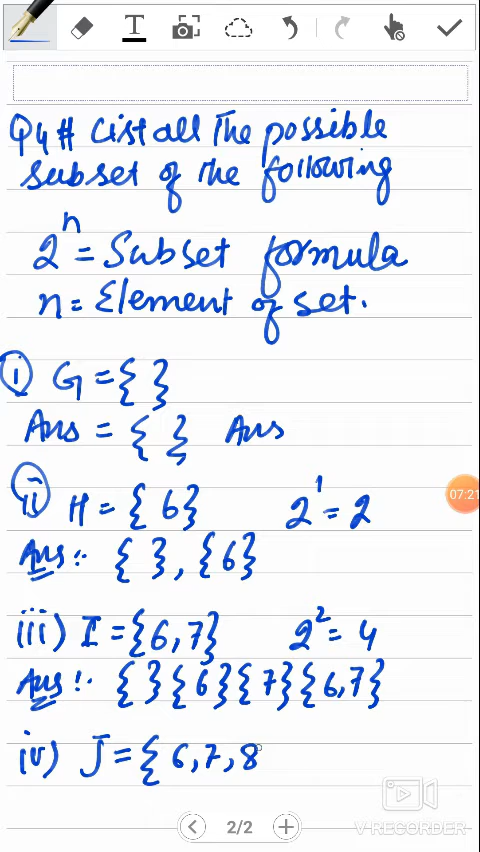 T
Q4# List all The possible
subset of the following
2^n = Subset formula
n = Element of set.
i G = { }
Ans = { } Ans
ii H = { 6 } 2^1 = 2
Ans :- { }, {6}
iii) I = {6,7} 2^2 = 4
Ans :- { } {6} {7} {6,7}
iv) J = { 6, 7, 8
07:21
2/2
V-RECORDER